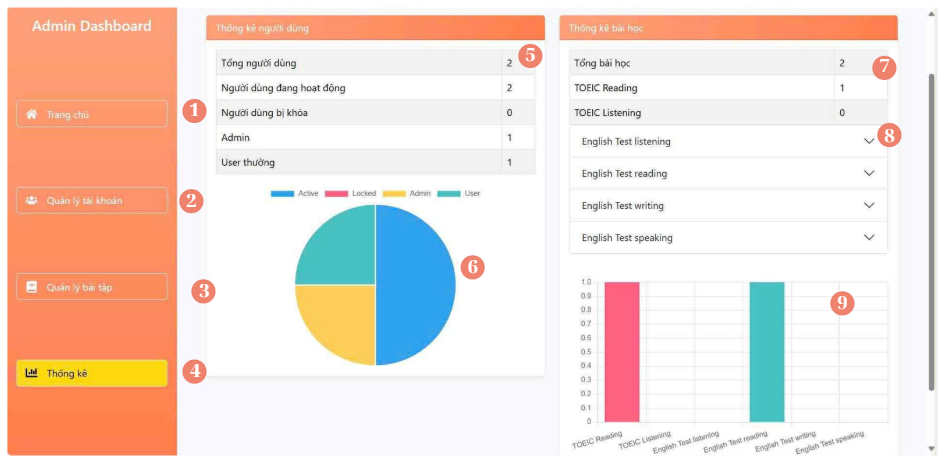 Admin Dashboard
Trang chủ
1
Quản lý tài khoản
2
Quản lý bài tập
3
Thống kê
4
Thống kê người dùng
Tổng người dùng 2
5
Người dùng đang hoạt động 2
Người dùng bị khóa 0
Admin 1
User thường 1
Active Locked Admin User
6
Thống kê bài học
Tổng bài học 2
7
TOEIC Reading 1
TOEIC Listening 0
English Test listening
8
English Test reading
English Test writing
English Test speaking
9
1.0
0.9
0.8
0.7
0.6
0.5
0.4
0.3
0.2
0.1
0
TOEIC Reading
TOEIC Listening
English Test listening
English Test reading
English Test writing
English Test speaking